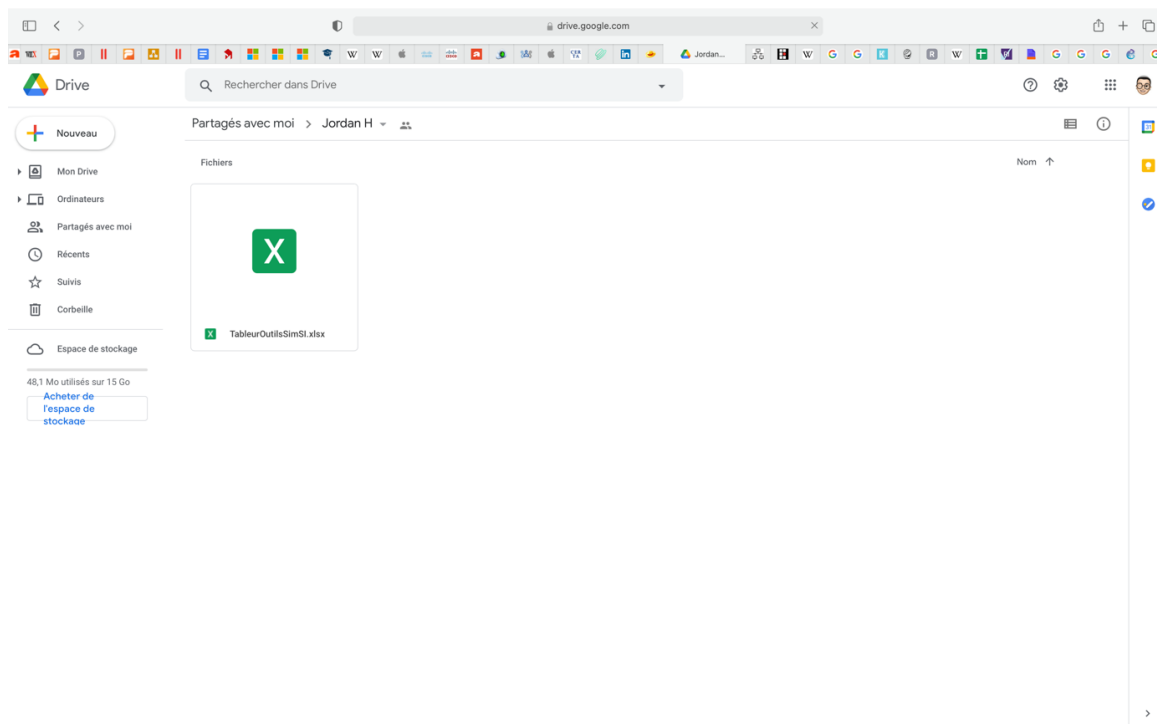 drive.google.com
Jordan...
Drive
Rechercher dans Drive
Nouveau
Partagés avec moi > Jordan H
Mon Drive
Ordinateurs
Partagés avec moi
Récents
Suivis
Corbeille
Espace de stockage
48,1 Mo utilisés sur 15 Go
Acheter de
l'espace de
stockage
Fichiers
Nom
X
X TableurOutilsSimSI.xlsx